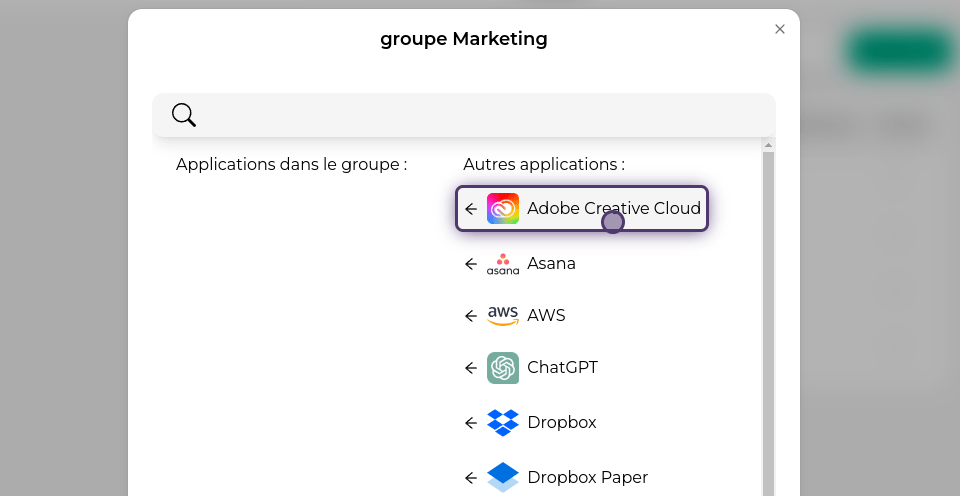 groupe Marketing
Applications dans le groupe :
Autres applications :
Adobe Creative Cloud
asana
Asana
aws
AWS
ChatGPT
Dropbox
Dropbox Paper